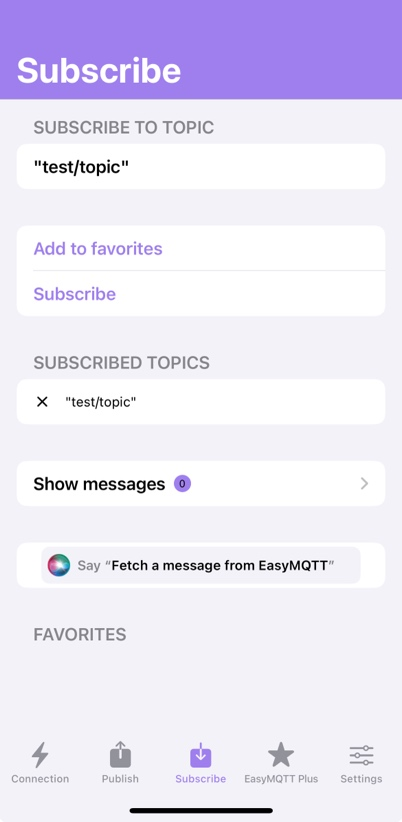 Subscribe
SUBSCRIBE TO TOPIC
"test/topic"
Add to favorites
Subscribe
SUBSCRIBED TOPICS
"test/topic"
Show messages 0
Say “Fetch a message from EasyMQTT”
FAVORITES
Connection Publish Subscribe EasyMQTT Plus Settings